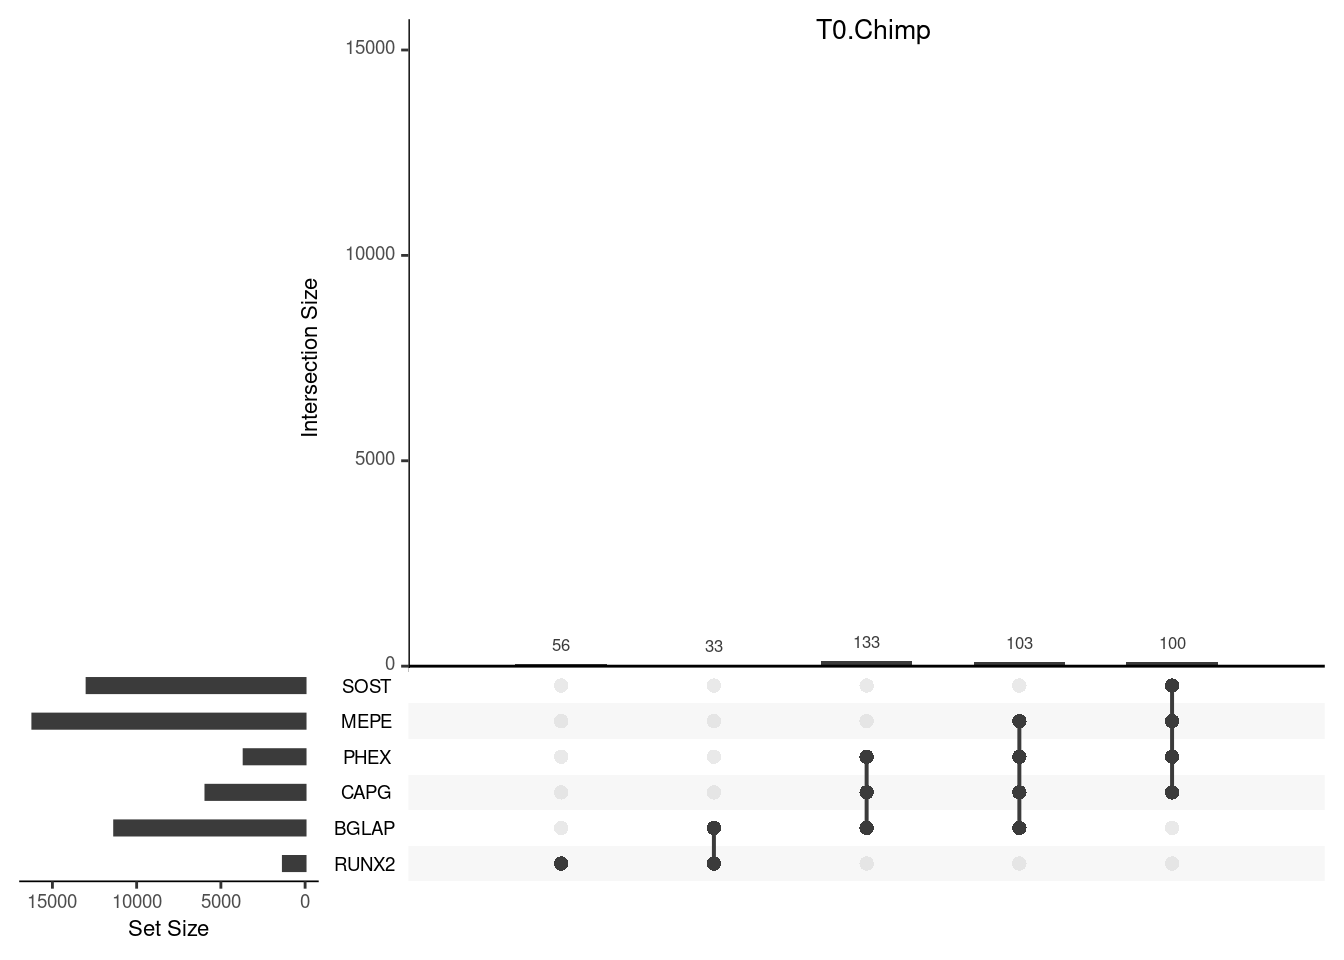 T0.Chimp
15000
10000
5000
0
Intersection Size
56
33
133
103
100
SOST
MEPE
PHEX
CAPG
BGLAP
RUNX2
15000 10000 5000 0
Set Size